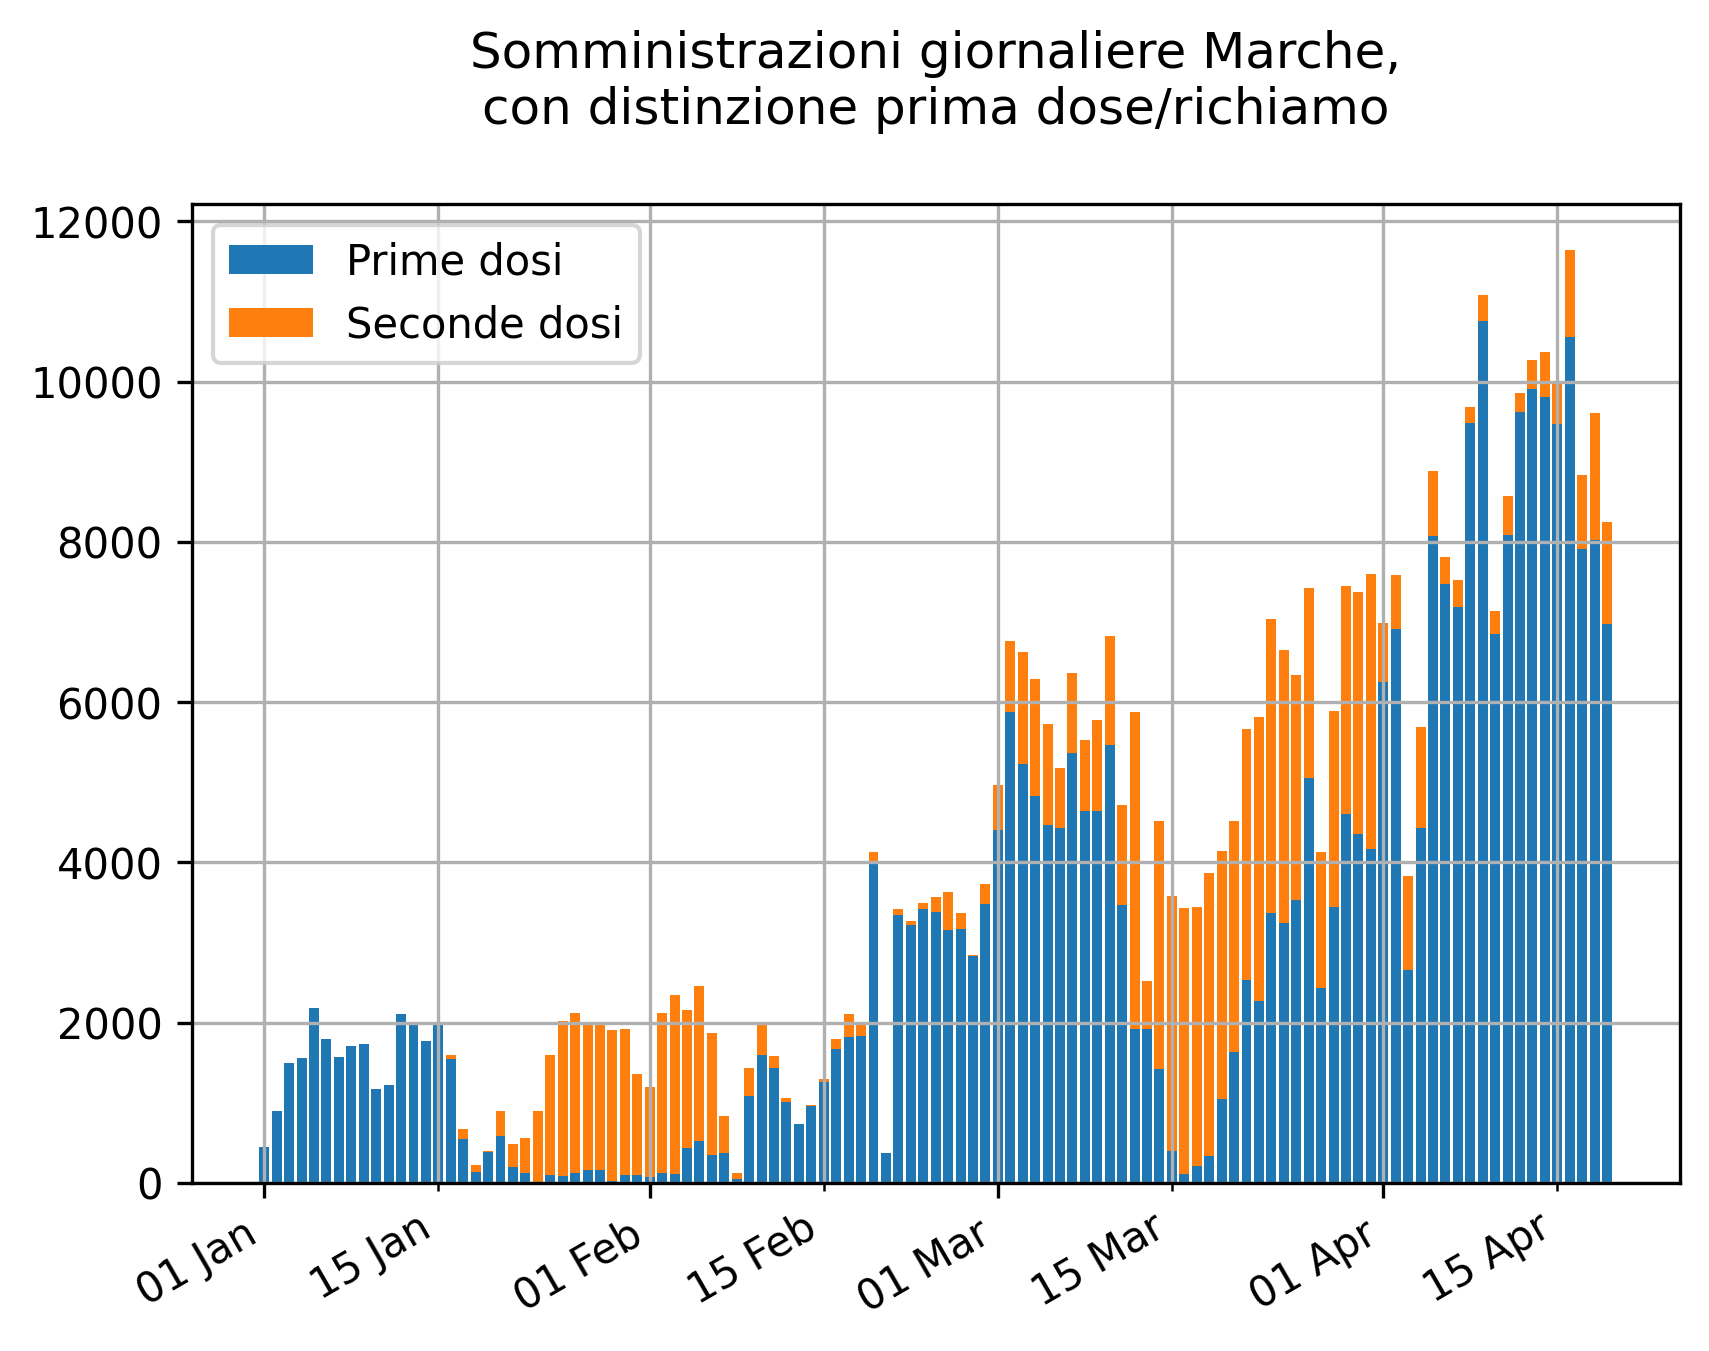 Somministrazioni giornaliere Marche,
con distinzione prima dose/richiamo
12000
10000
8000
6000
4000
2000
0
Prime dosi
Seconde dosi
01 Jan
15 Jan
01 Feb
15 Feb
01 Mar
15 Mar
01 Apr
15 Apr